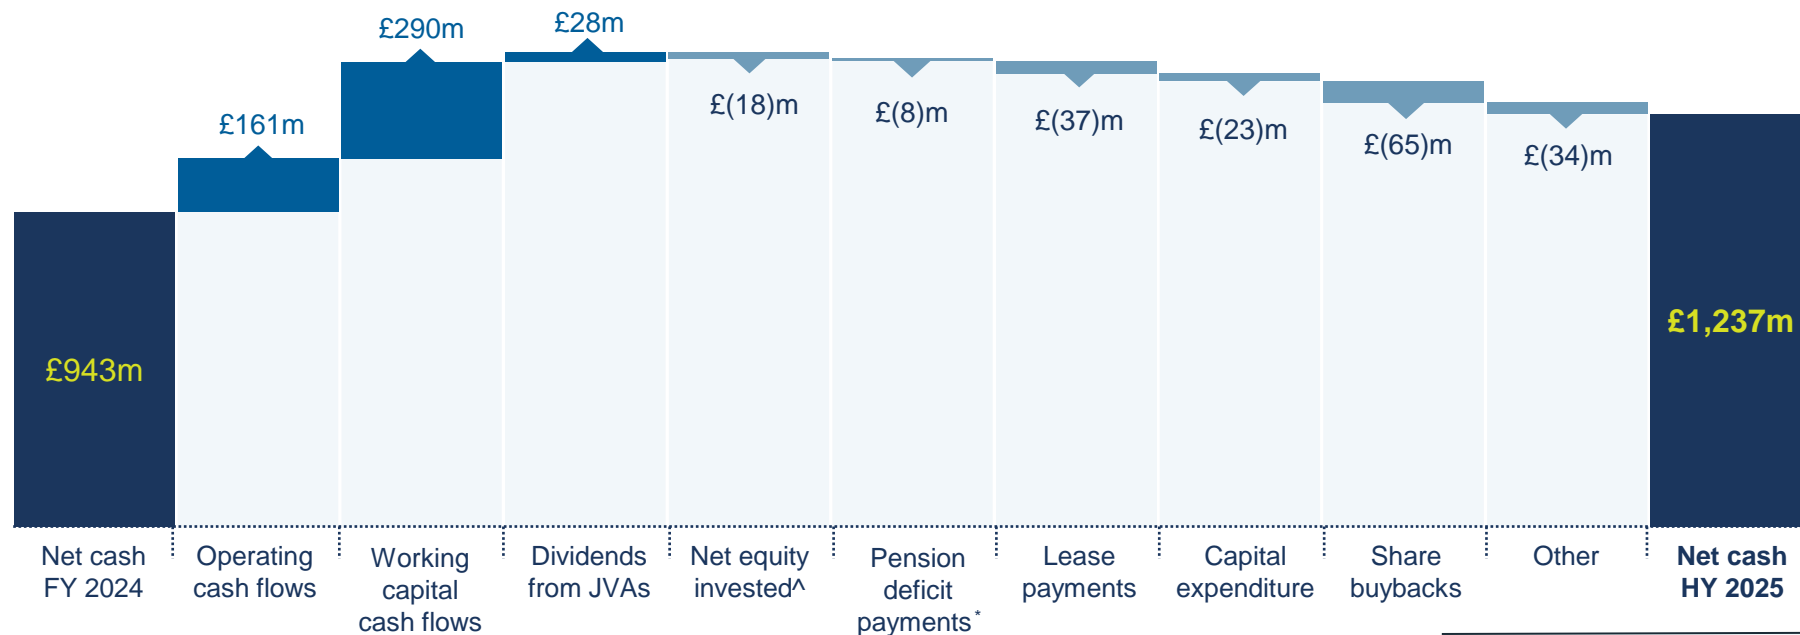 £290m
£28m
£161m
£(18)m
£(8)m
£(37)m
£(23)m
£(65)m
£(34)m
£943m
£1,237m
Net cash
FY 2024
Operating
cash flows
Working
capital
cash flows
Dividends
from JVAs
Net equity
invested^
Pension
deficit
payments*
Lease
payments
Capital
expenditure
Share
buybacks
Other
Net cash
HY 2025